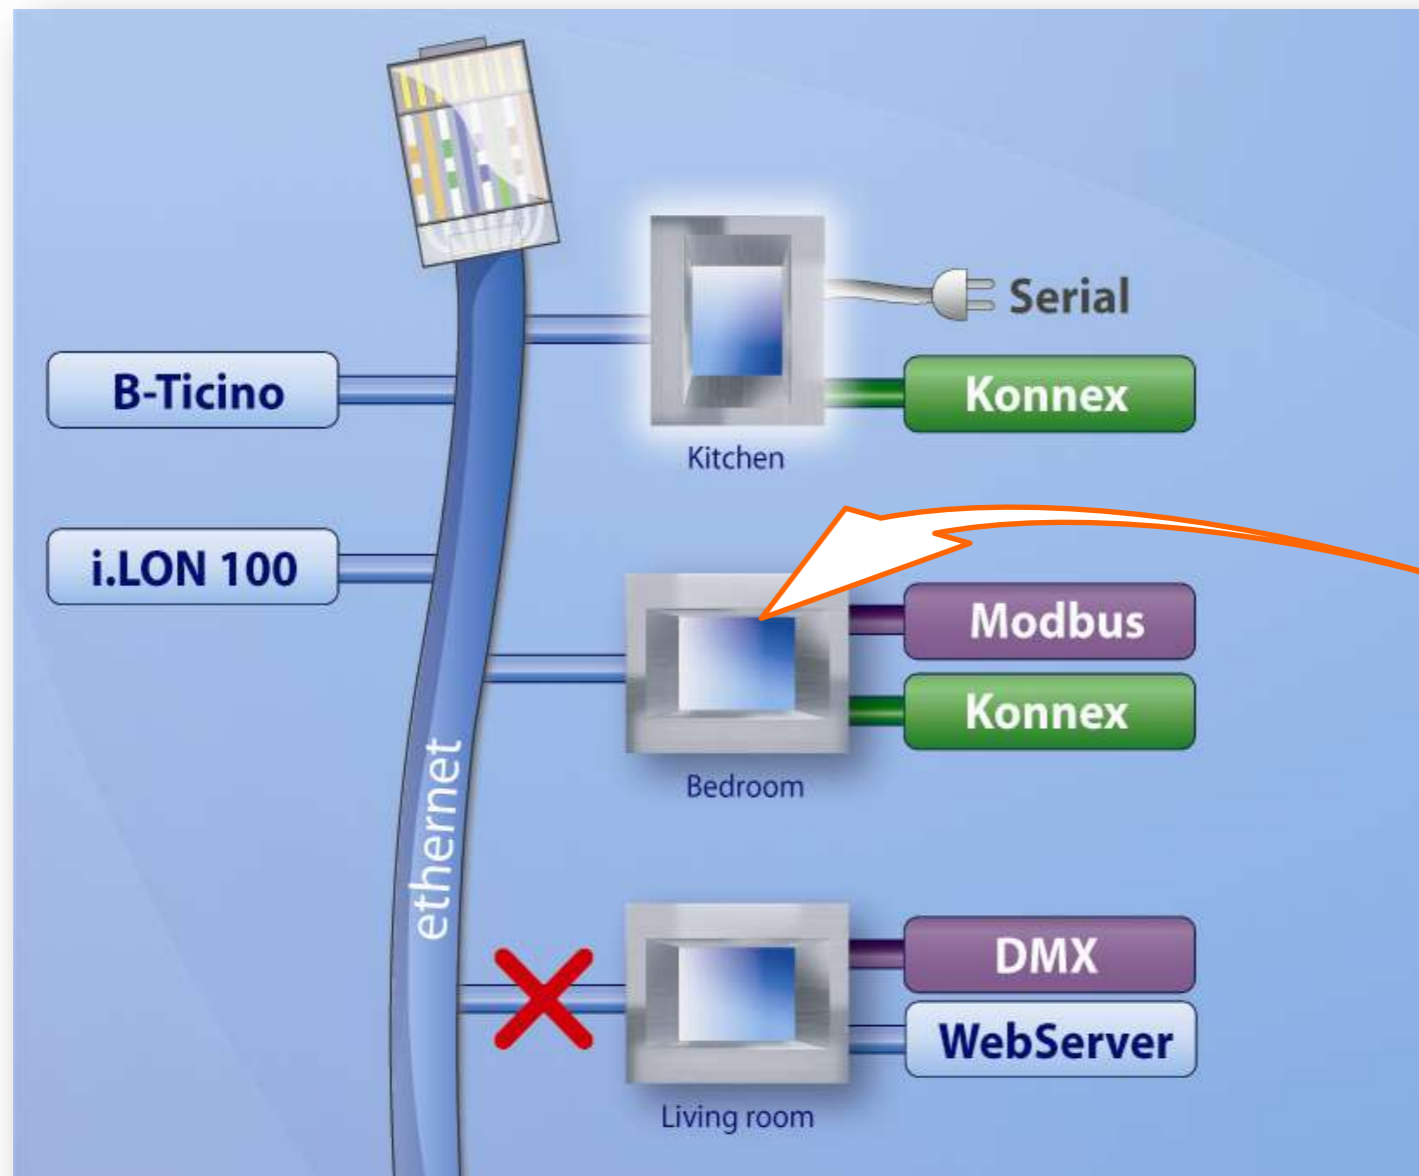 Serial
B-Ticino
Konnex
Kitchen
i.LON 100
Modbus
Konnex
Bedroom
ethernet
DMX
WebServer
Living room